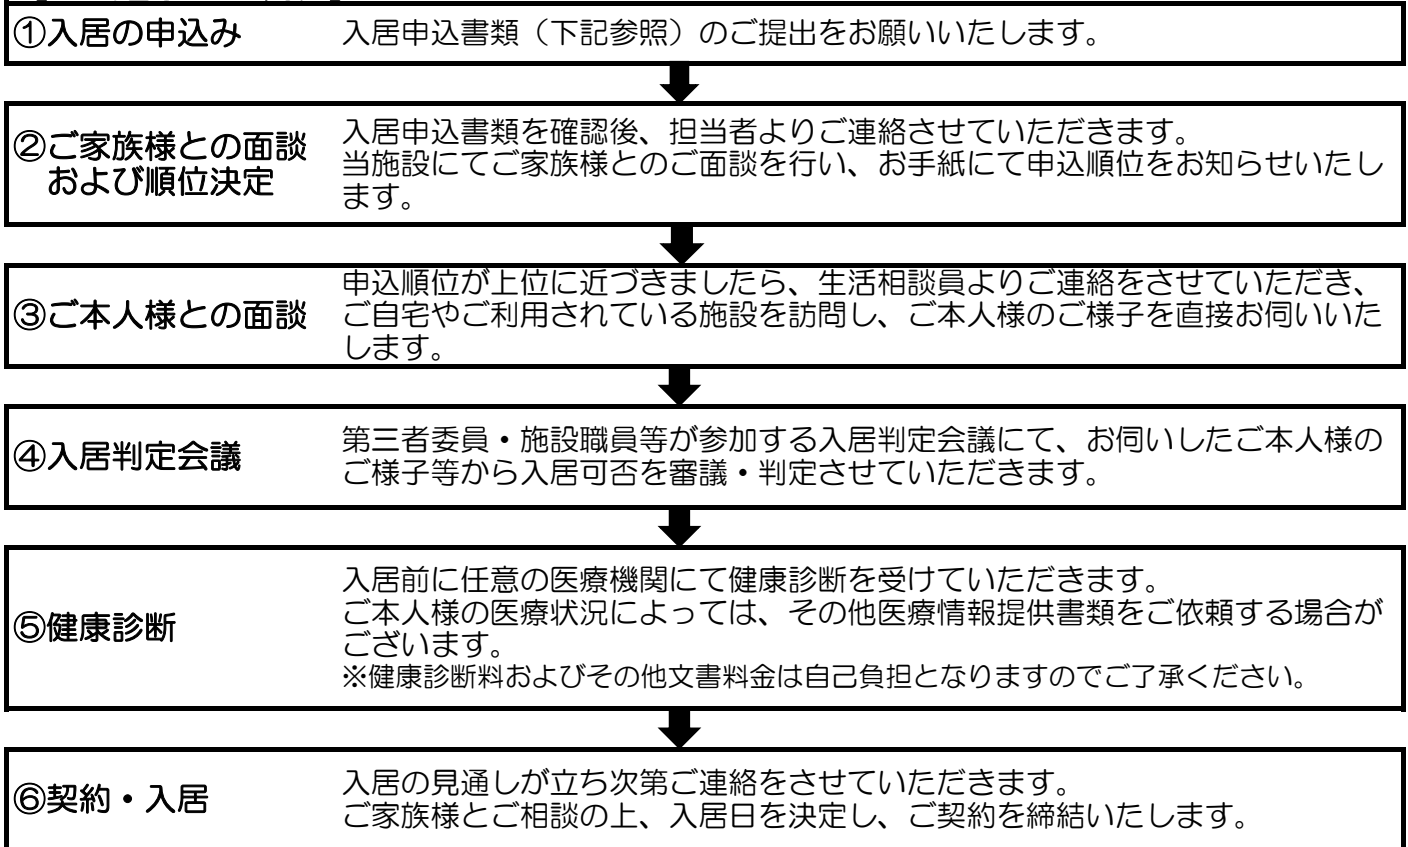 ①入居の申込み
入居申込書類（下記参照）のご提出をお願いいたします。
②ご家族様との面談
および順位決定
入居申込書類を確認後、担当者よりご連絡させていただきます。
当施設にてご家族様とのご面談を行い、お手紙にて申込順位をお知らせいたし
ます。
③ご本人様との面談
申込順位が上位に近づきましたら、生活相談員よりご連絡をさせていただき、
ご自宅やご利用されている施設を訪問し、ご本人様のご様子を直接お伺いいた
します。
④入居判定会議
第三者委員・施設職員等が参加する入居判定会議にて、お伺いしたご本人様の
ご様子等から入居可否を審議・判定させていただきます。
⑤健康診断
入居前に任意の医療機関にて健康診断を受けていただきます。
ご本人様の医療状況によっては、その他医療情報提供書類をご依頼する場合が
ございます。
※健康診断料およびその他文書料金は自己負担となりますのでご了承ください。
⑥契約・入居
入居の見通しが立ち次第ご連絡をさせていただきます。
ご家族様とご相談の上、入居日を決定し、ご契約を締結いたします。